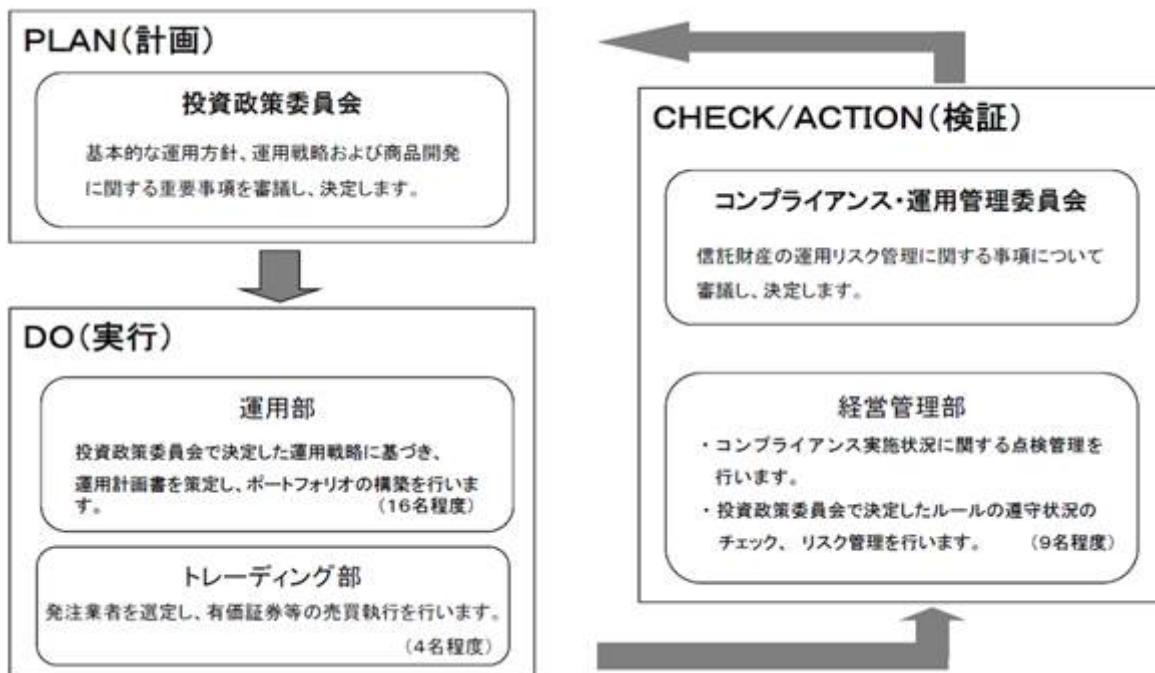 PLAN(計画)
投資政策委員会
基本的な運用方針、運用戦略および商品開発
に関する重要事項を審議し、決定します。
DO(実行)
運用部
投資政策委員会で決定した運用戦略に基づき、
運用計画書を策定し、ポートフォリオの構築を行いま
す。 (16名程度)
トレーディング部
発注業者を選定し、有価証券等の売買執行を行います。
(4名程度)
CHECK/ACTION(検証)
コンプライアンス・運用管理委員会
信託財産の運用リスク管理に関する事項について
審議し、決定します。
経営管理部
・コンプライアンス実施状況に関する点検管理を
行います。
・投資政策委員会で決定したルールの遵守状況の
チェック、 リスク管理を行います。 (9名程度)